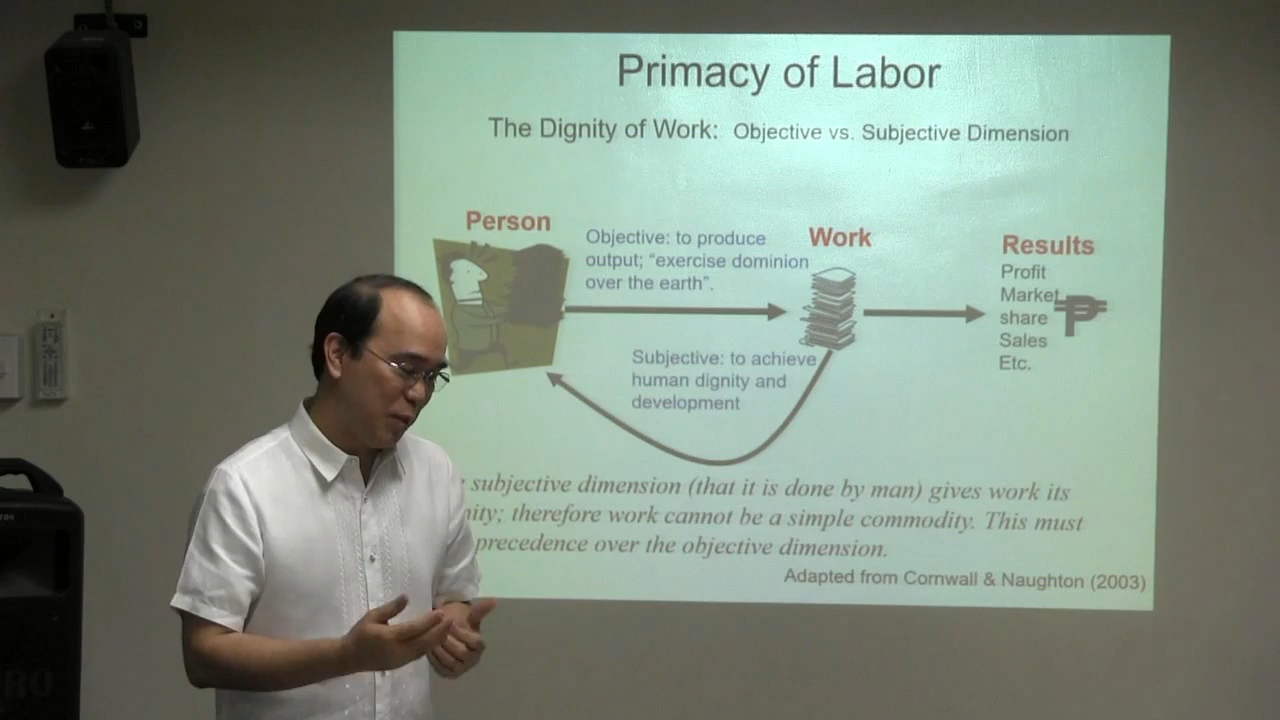 Primacy of Labor
The Dignity of Work: Objective vs. Subjective Dimension
Person
Objective: to produce
output; “exercise dominion
over the earth”.
Work
Results
Profit
Market
share
Sales
Etc.
Subjective: to achieve
human dignity and
development
subjective dimension (that it is done by man) gives work its
therefore work cannot be a simple commodity. This must
precedence over the objective dimension.
Adapted from Cornwall & Naughton (2003)